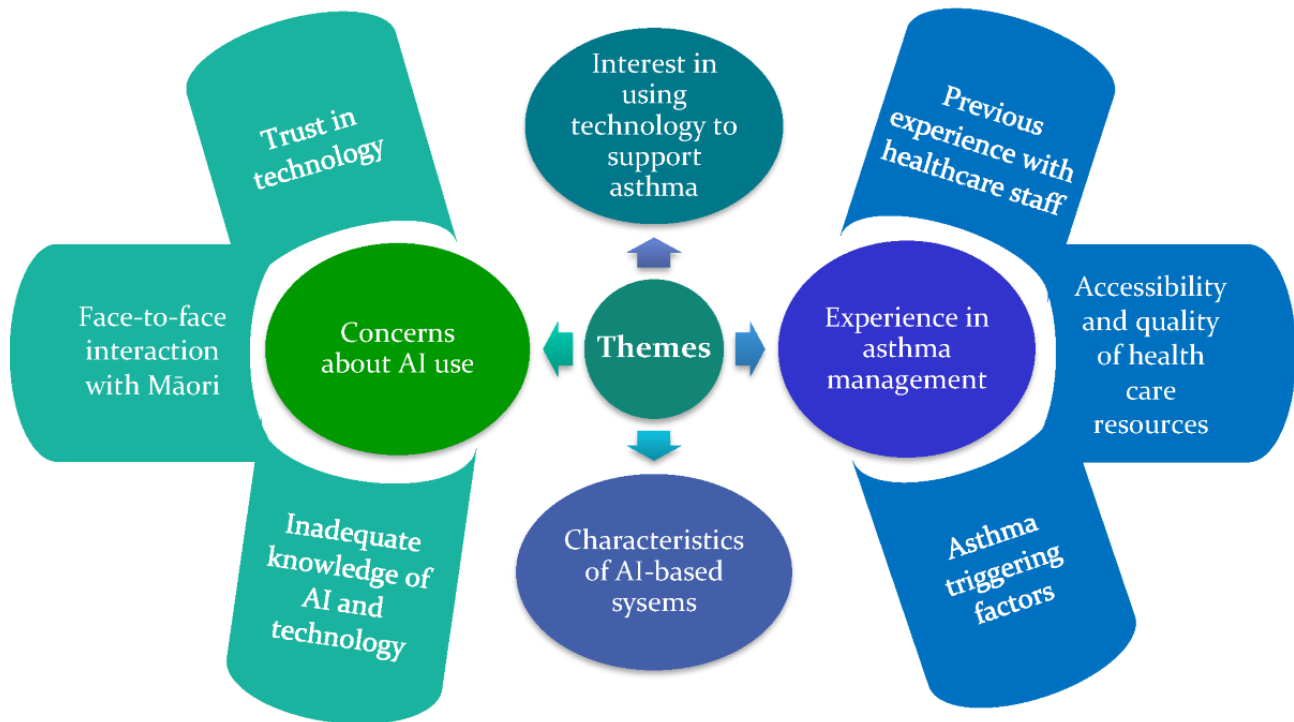 Trust in
technology
Face-to-face
interaction
with Māori
Inadequate
knowledge of
AI and
technology
Concerns
about AI use
Interest in
using
technology to
support
asthma
Themes
Characteristics
of AI-based
sysems
Experience in
asthma
management
Previous
experience with
healthcare staff
Accessibility
and quality
of health
care
resources
Asthma
triggering
factors